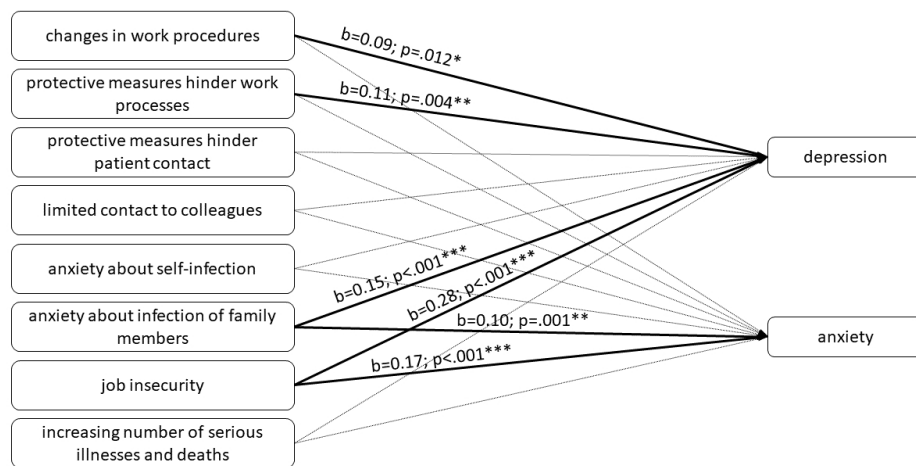 changes in work procedures
protective measures hinder work
processes
protective measures hinder
patient contact
limited contact to colleagues
anxiety about self-infection
anxiety about infection of family
members
job insecurity
increasing number of serious
illnesses and deaths
b=0.09; p=.012*
b=0.11; p=.004**
b=0.15; p<.001***
b=0.28; p<.001***
b=0.10; p=.001**
b=0.17; p<.001***
depression
anxiety